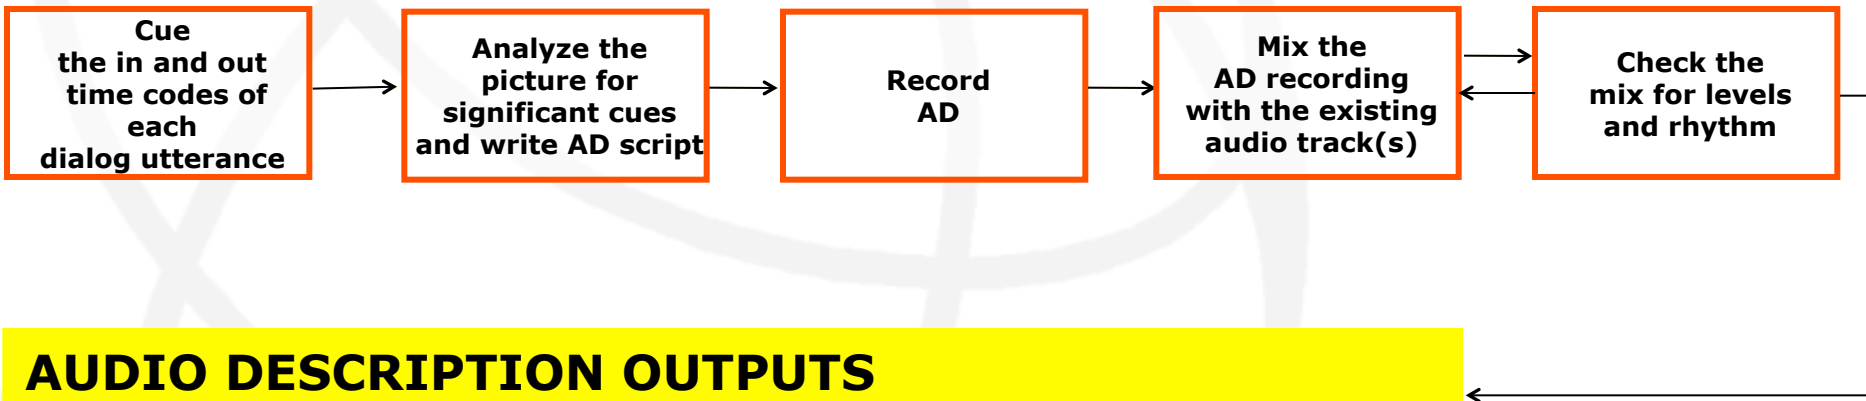 Cue
the in and out
time codes of
each
dialog utterance
Analyze the
picture for
significant cues
and write AD script
Record
AD
Mix the
AD recording
with the existing
audio track(s)
Check the
mix for levels
and rhythm
AUDIO DESCRIPTION OUTPUTS